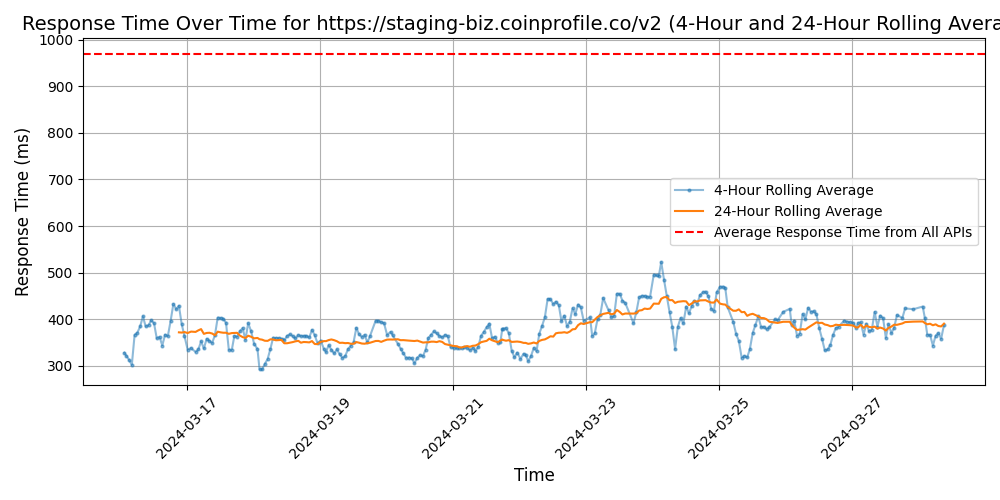 Response Time Over Time for https://staging-biz.coinprofile.co/v2 (4-Hour and 24-Hour Rolling Avera
Response Time (ms)
1000
900
800
700
600
500
400
300
4-Hour Rolling Average
24-Hour Rolling Average
Average Response Time from All APIs
2024-03-17
2024-03-19
2024-03-21
2024-03-23
2024-03-25
2024-03-27
Time